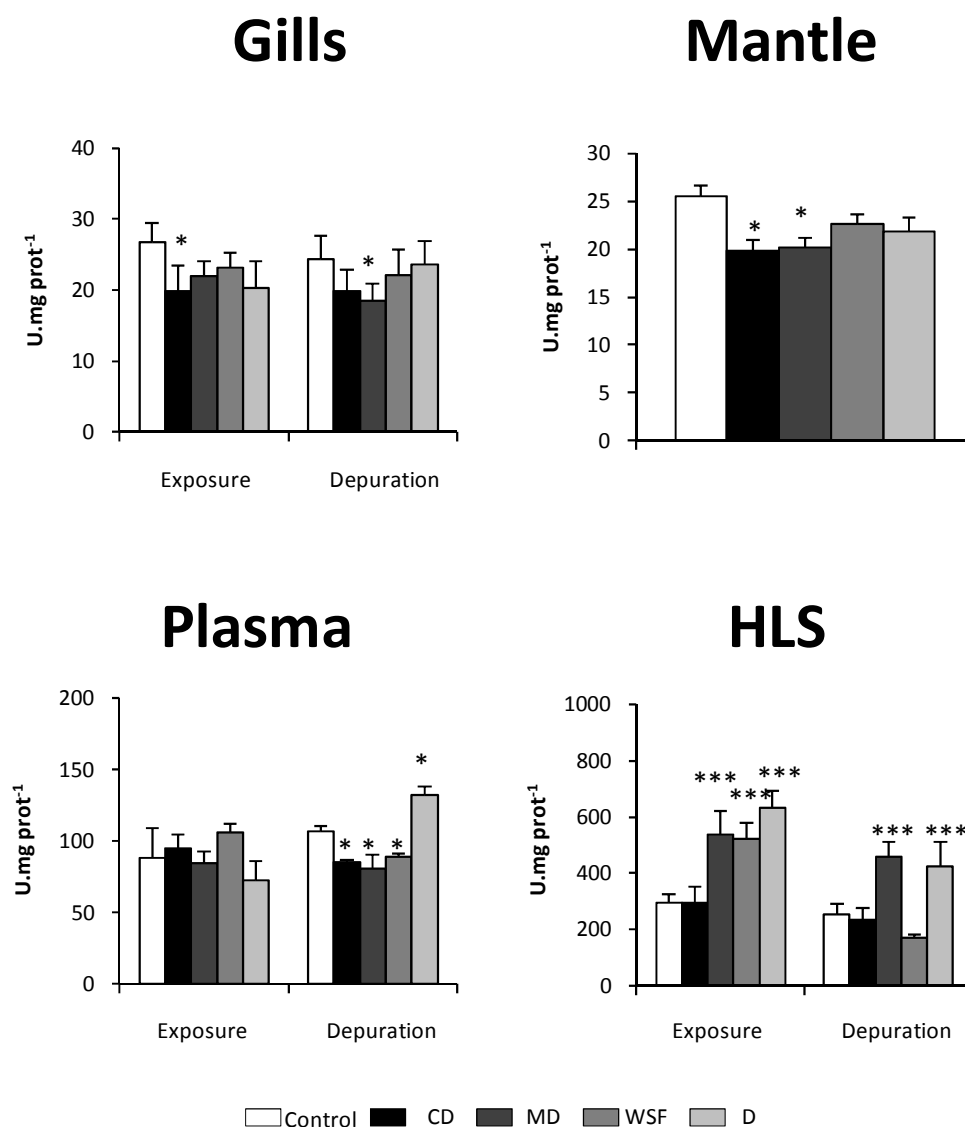 Gills
Mantle
40
30
20
10
0
U.mg prot⁻¹
*
*
Exposure
Depuration
30
25
20
15
10
5
0
U.mg prot⁻¹
*
*
Plasma
HLS
200
150
100
50
0
U.mg prot⁻¹
* * * *
Exposure
Depuration
1000
800
600
400
200
0
U.mg prot⁻¹
*** *** ***
*** ***
Exposure
Depuration
Control CD MD WSF D